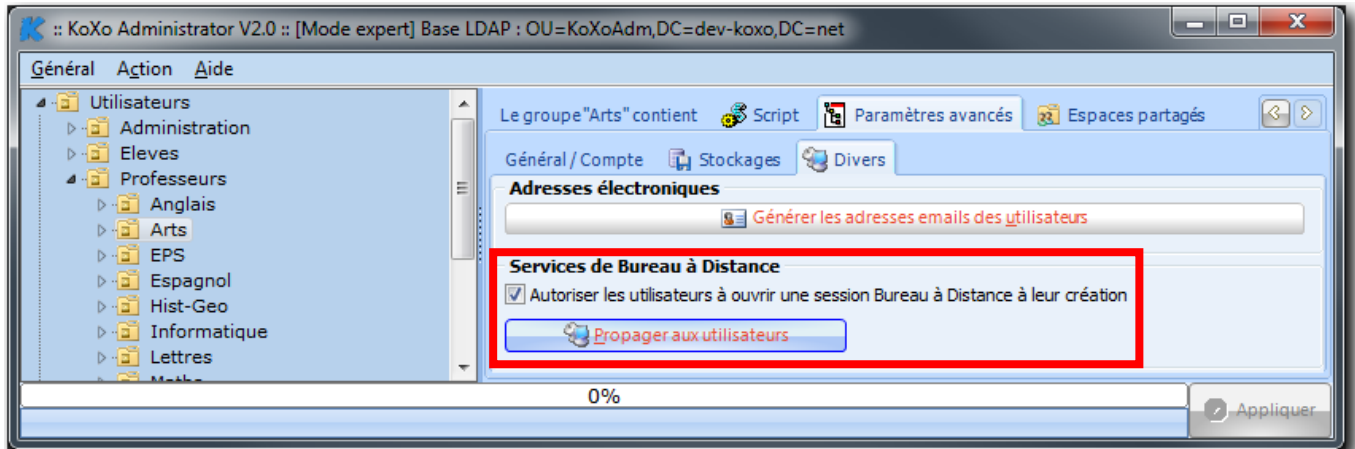 :: KoXo Administrator V2.0 :: [Mode expert] Base LDAP : OU=KoXoAdm,DC=dev-koxo,DC=net
Général Action Aide
Utilisateurs
Administration
Eleves
Professeurs
Anglais
Arts
EPS
Espagnol
Hist-Geo
Informatique
Lettres
Maths
Le groupe "Arts" contient Script Paramètres avancés Espaces partagés
Général / Compte Stockages Divers
Adresses électroniques
Générer les adresses emails des utilisateurs
Services de Bureau à Distance
Autoriser les utilisateurs à ouvrir une session Bureau à Distance à leur création
Propager aux utilisateurs
0%
Appliquer